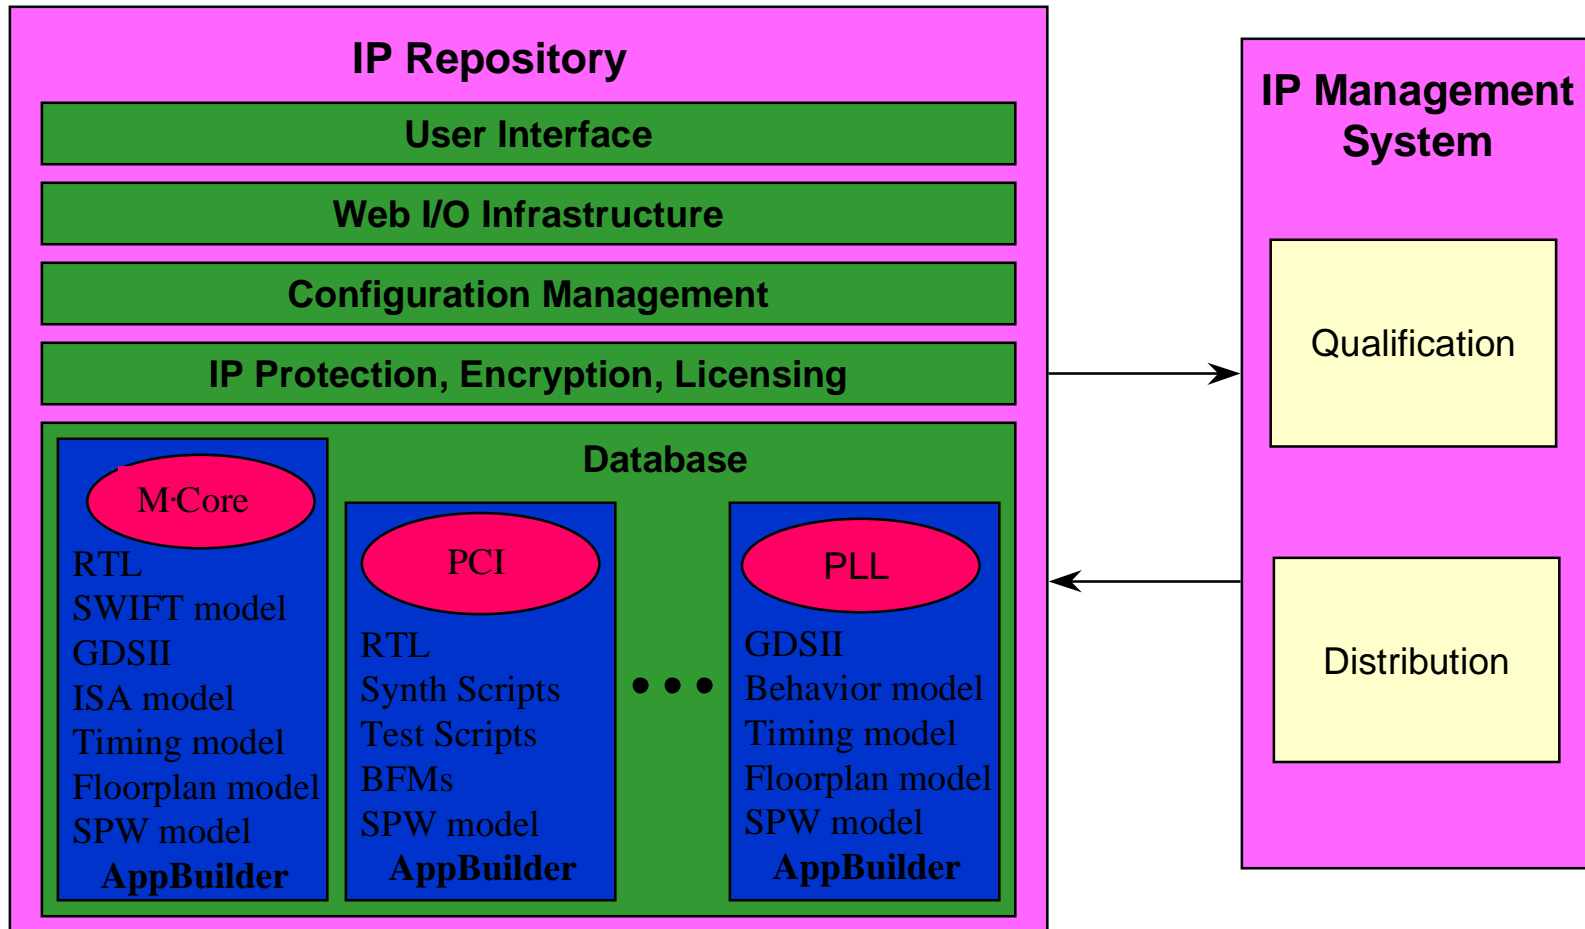 IP Repository
User Interface
Web I/O Infrastructure
Configuration Management
IP Protection, Encryption, Licensing
Database
M·Core
RTL
SWIFT model
GDSII
ISA model
Timing model
Floorplan model
SPW model
AppBuilder
PCI
RTL
Synth Scripts
Test Scripts
BFMs
SPW model
AppBuilder
PLL
GDSII
Behavior model
Timing model
Floorplan model
SPW model
AppBuilder
IP Management
System
Qualification
Distribution